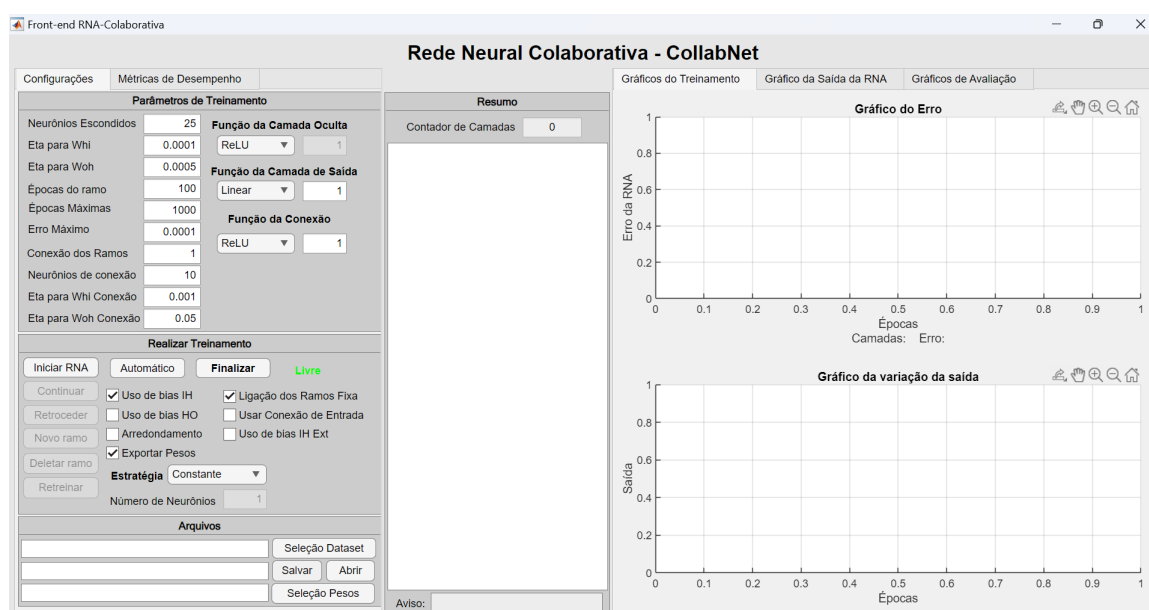 Front-end RNA-Colaborativa
Rede Neural Colaborativa - CollabNet
Configurações
Métricas de Desempenho
Parâmetros de Treinamento
Neurônios Escondidos 25
Eta para Whi 0.0001
Eta para Woh 0.0005
Épocas do ramo 100
Épocas Máximas 1000
Erro Máximo 0.0001
Conexão dos Ramos 1
Neurônios de conexão 10
Eta para Whi Conexão 0.001
Eta para Woh Conexão 0.05
Função da Camada Oculta
ReLU 1
Função da Camada de Saída
Linear 1
Função da Conexão
ReLU 1
Realizar Treinamento
Iniciar RNA
Automático
Finalizar
Livre
Continuar
Retroceder
Novo ramo
Deletar ramo
Retreinar
Uso de bias IH
Uso de bias HO
Arredondamento
Exportar Pesos
Ligação dos Ramos Fixa
Usar Conexão de Entrada
Uso de bias IH Ext
Estratégia Constante
Número de Neurônios 1
Arquivos
Seleção Dataset
Salvar
Abrir
Seleção Pesos
Resumo
Contador de Camadas 0
Aviso:
Gráficos do Treinamento
Gráfico da Saída da RNA
Gráficos de Avaliação
Gráfico do Erro
Erro da RNA
1
0.8
0.6
0.4
0.2
0
0 0.1 0.2 0.3 0.4 0.5 0.6 0.7 0.8 0.9 1
Épocas
Camadas: Erro:
Gráfico da variação da saída
Saída
1
0.8
0.6
0.4
0.2
0
0 0.1 0.2 0.3 0.4 0.5 0.6 0.7 0.8 0.9 1
Épocas